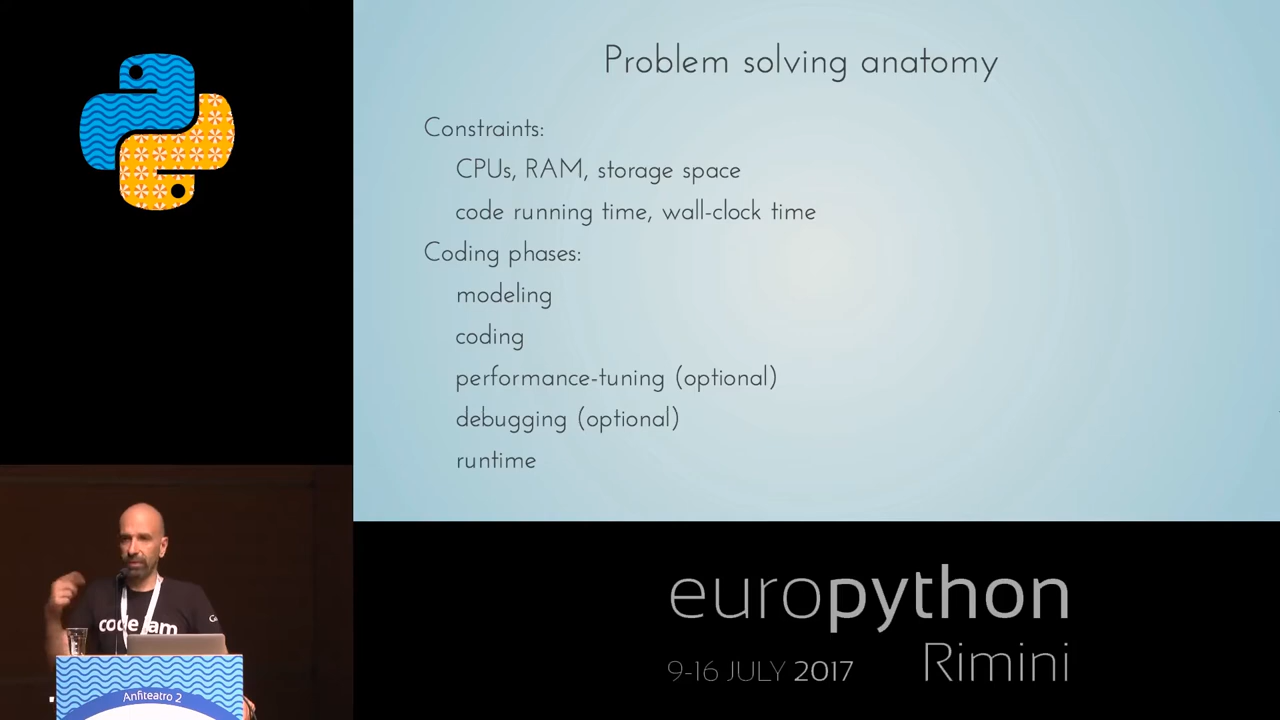 Problem solving anatomy
Constraints:
CPUs, RAM, storage space
code running time, wall-clock time
Coding phases:
modeling
coding
performance-tuning (optional)
debugging (optional)
runtime
code jam
Anfiteatro 2
europython
9-16 JULY 2017
Rimini